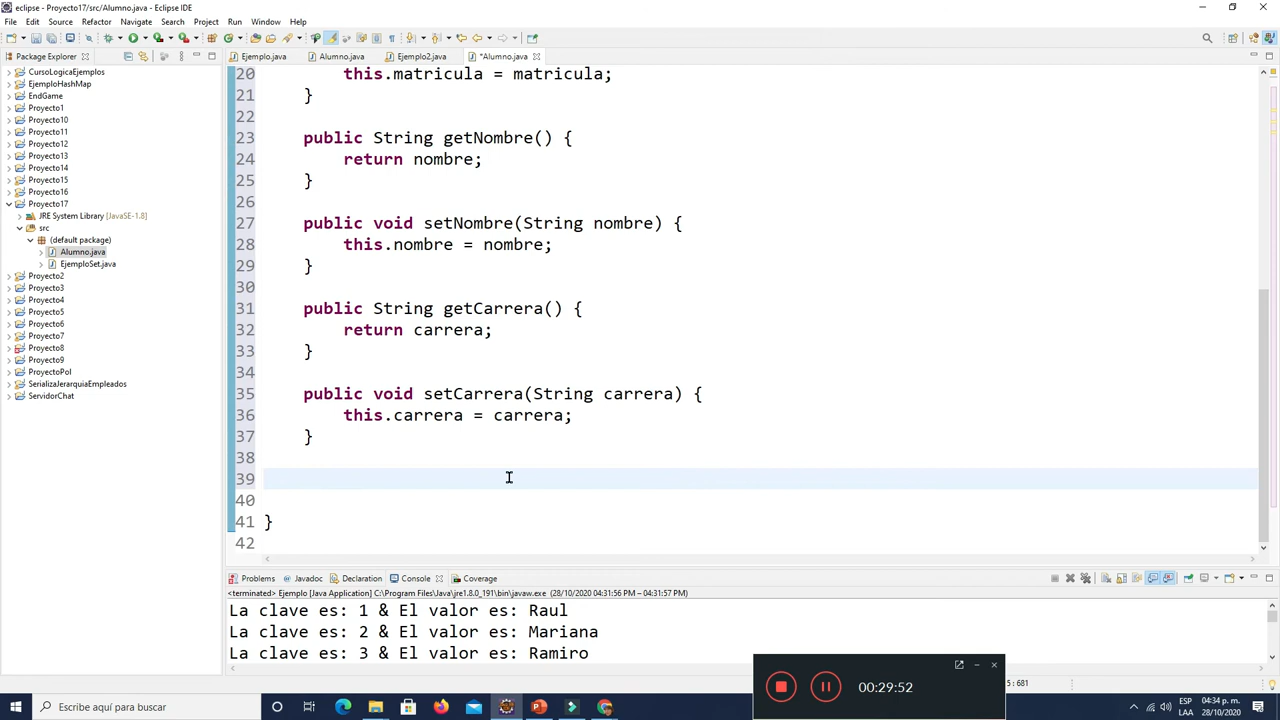 eclipse - Proyecto17/src/Alumno.java - Eclipse IDE
File Edit Source Refactor Navigate Search Project Run Window Help
Package Explorer
Ejemplo.java Alumno.java Ejemplo2.java *Alumno.java
CursoLogicaEjemplos
EjemploHashMap
EndGame
Proyecto1
Proyecto10
Proyecto11
Proyecto12
Proyecto13
Proyecto14
Proyecto15
Proyecto16
Proyecto17
JRE System Library [JavaSE-1.8]
src
(default package)
Alumno.java
EjemploSet.java
Proyecto2
Proyecto3
Proyecto4
Proyecto5
Proyecto6
Proyecto7
Proyecto8
Proyecto9
ProyectoPol
SerializaJerarquiaEmpleados
ServidorChat
20 this.matricula = matricula;
21 }
22
23 public String getNombre() {
24 return nombre;
25 }
26
27 public void setNombre(String nombre) {
28 this.nombre = nombre;
29 }
30
31 public String getCarrera() {
32 return carrera;
33 }
34
35 public void setCarrera(String carrera) {
36 this.carrera = carrera;
37 }
38
39
40
41 }
42
Problems Javadoc Declaration Console Coverage
<terminated> Ejemplo [Java Application] C:\Program Files\Java\jre1.8.0_191\bin\javaw.exe (28/10/2020 04:31:56 PM – 04:31:57 PM)
La clave es: 1 & El valor es: Raul
La clave es: 2 & El valor es: Mariana
La clave es: 3 & El valor es: Ramiro
00:29:52
5 : 681
Escribe aquí para buscar
ESP
LAA
04:34 p. m.
28/10/2020